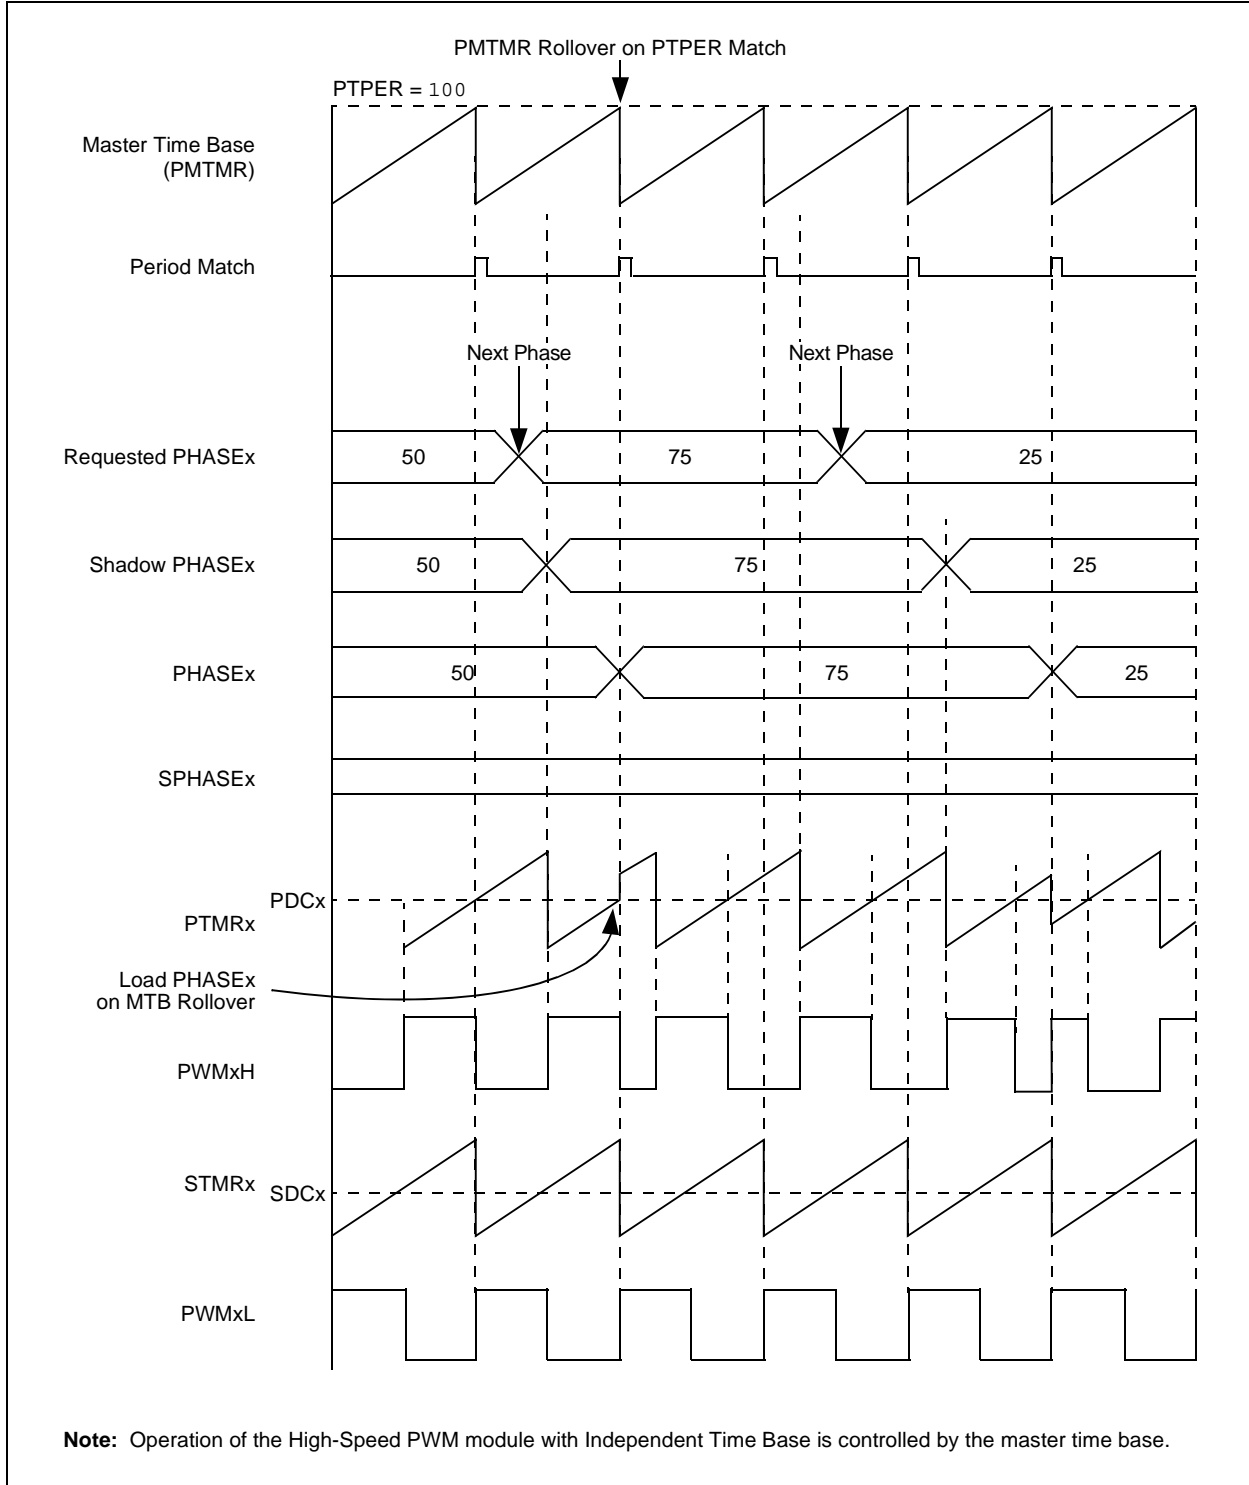 PMTMR Rollover on PTPER Match
PTPER = 100
Master Time Base
(PMTMR)
Period Match
Next Phase
Next Phase
Requested PHASEx
50
75
25
Shadow PHASEx
50
75
25
PHASEx
50
75
25
SPHASEx
PDCx
PTMRx
Load PHASEx
on MTB Rollover
PWMxH
STMRx
SDCx
PWMxL
Note: Operation of the High-Speed PWM module with Independent Time Base is controlled by the master time base.